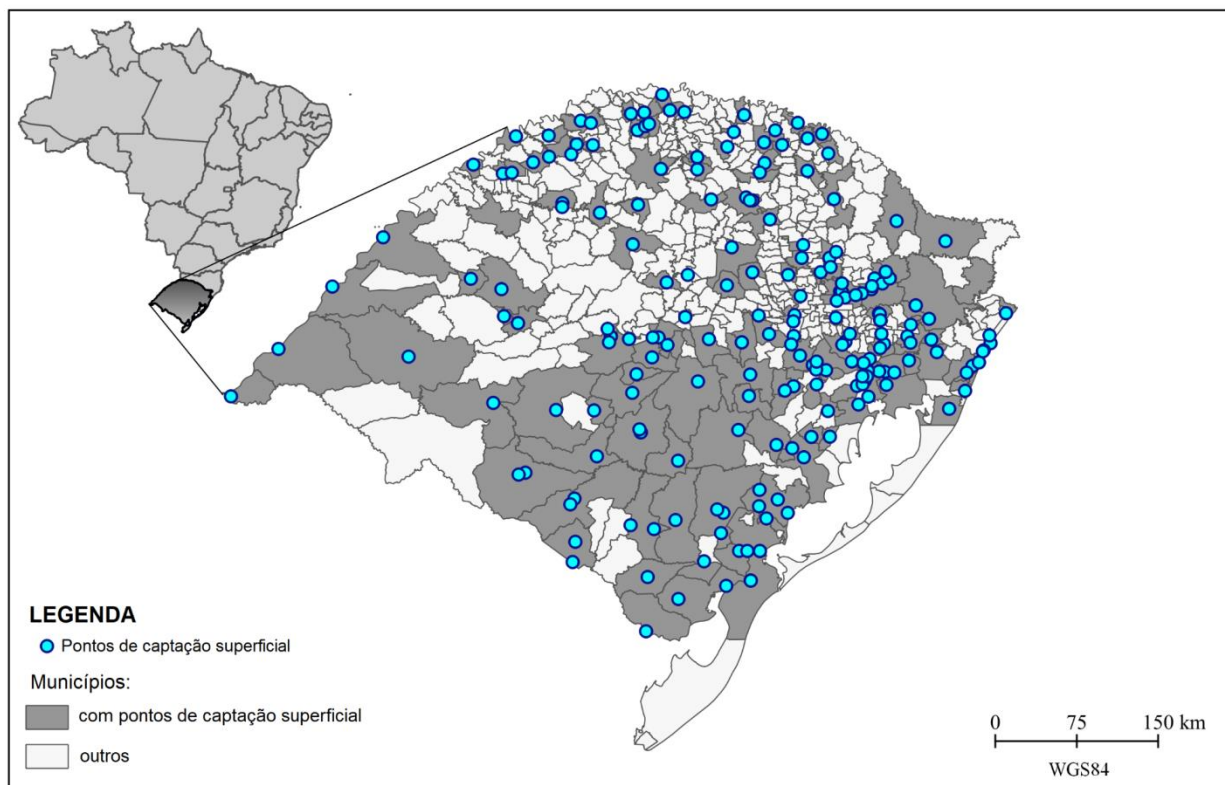 LEGENDA
Pontos de captação superficial
Municípios:
com pontos de captação superficial
outros
0 75 150 km
WGS84